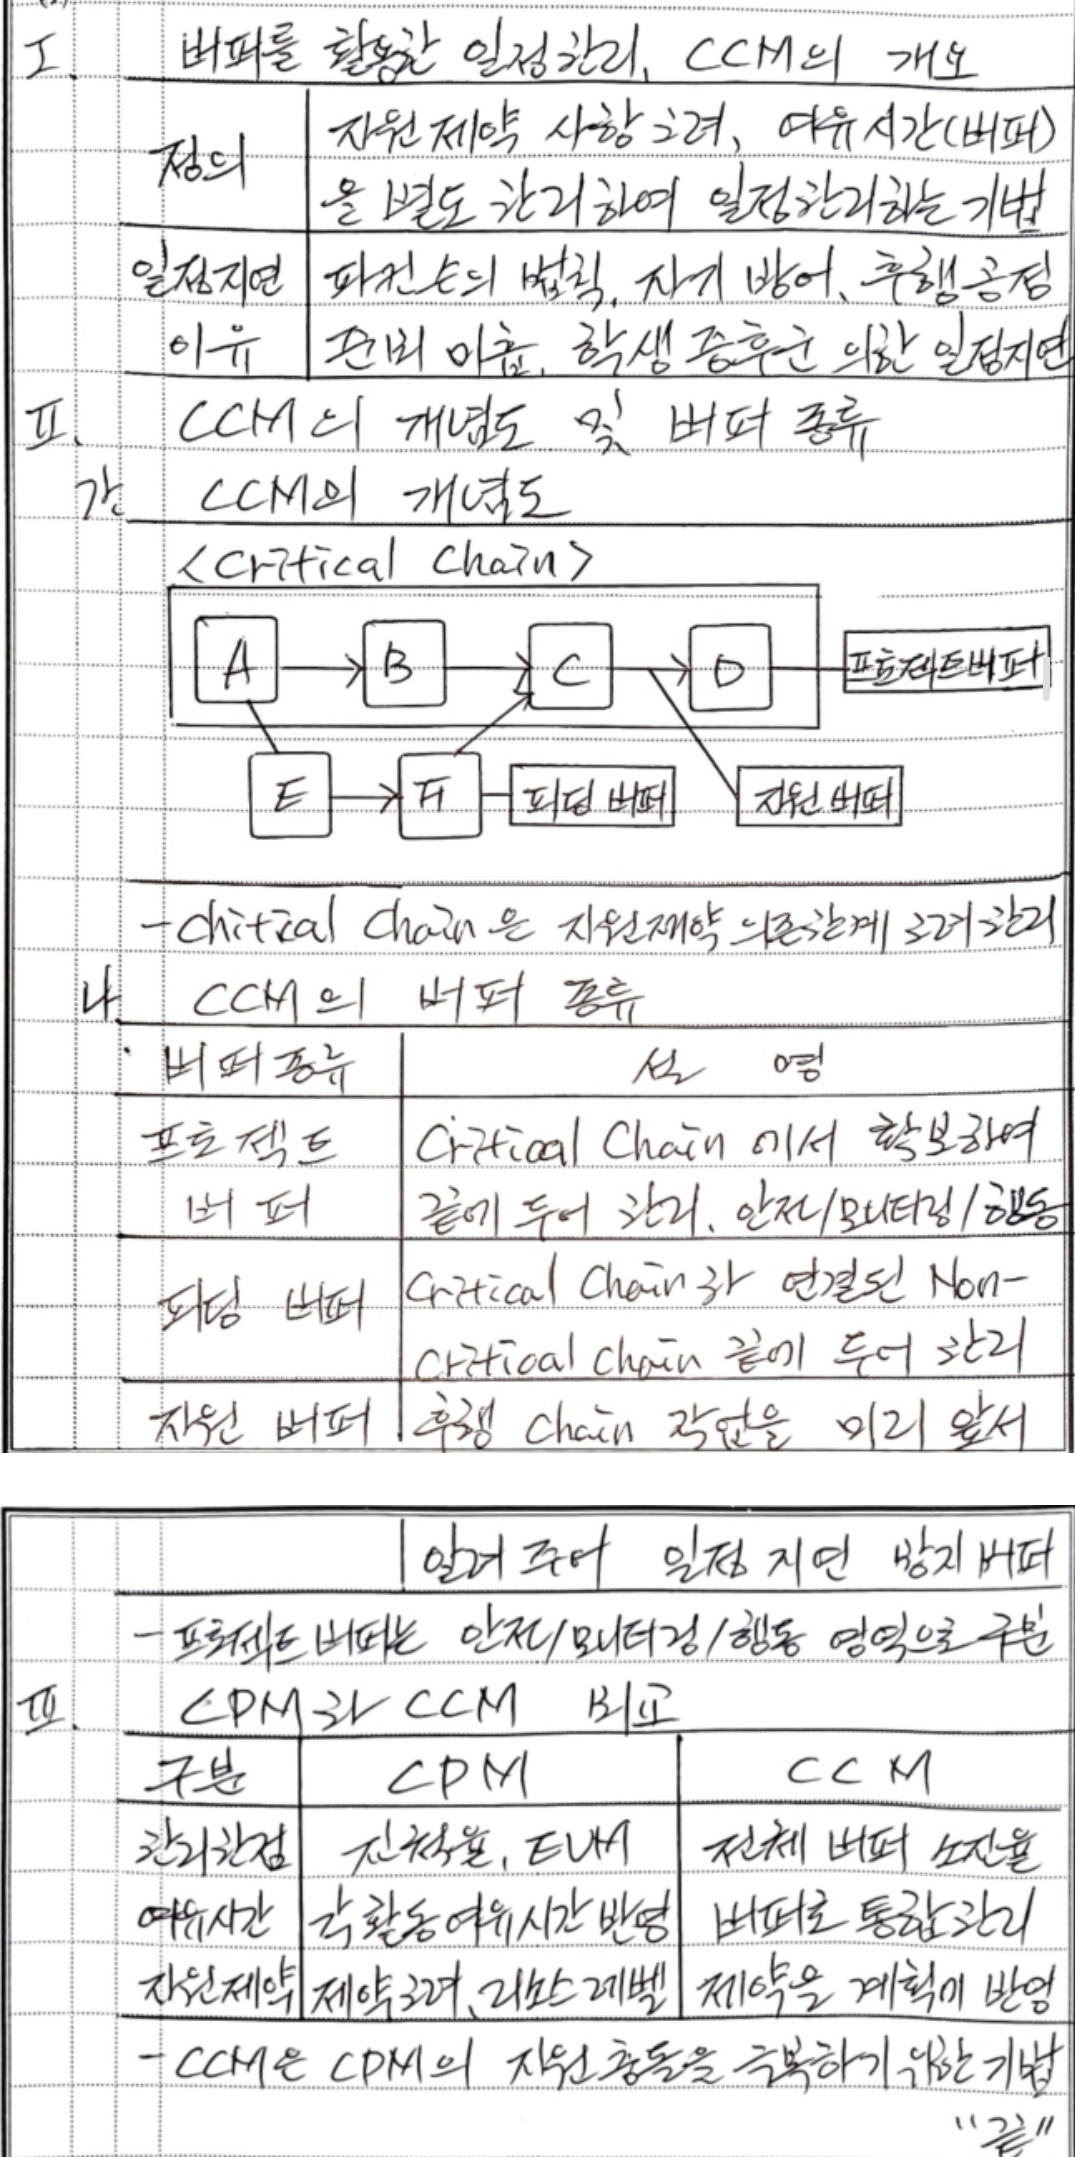 I. 버퍼를 활용한 일정관리, CCM의 개요
정의 자원제약 사항 고려, 여유시간(버퍼)
을 별도 관리하여 일정관리하는 기법
일정지연 파킨슨의 법칙, 자기 방어, 후행공정
이유 준비 미흡, 학생 증후군 의한 일정지연
II. CCM의 개념도 및 버퍼 종류
가. CCM의 개념도
<Critical Chain>
A B C D 프로젝트버퍼
E F 피딩 버퍼 자원 버퍼
- Chitical Chain은 자원제약 의존관계 고려 관리
나. CCM의 버퍼 종류
버퍼종류 설 명
프로젝트 Critical Chain에서 확보하여
버퍼 끝에 두어 관리, 안전/모니터링/행동
피딩 버퍼 Critical Chain과 연결된 Non-
Critical Chain 끝에 두어 관리
자원 버퍼 후행 Chain 작업을 미리 앞서
알려 주어 일정 지연 방지 버퍼
- 프로젝트 버퍼는 안전/모니터링/행동 영역으로 구분
III. CPM과 CCM 비교
구분 CPM CCM
관리관점 진척율, EVM 전체 버퍼 소진율
여유시간 각 활동 여유시간 반영 버퍼로 통합관리
자원제약 제약고려, 리소스 레벨 제약을 계획에 반영
- CCM은 CPM의 자원 충돌을 극복하기 위한 기법
"끝"